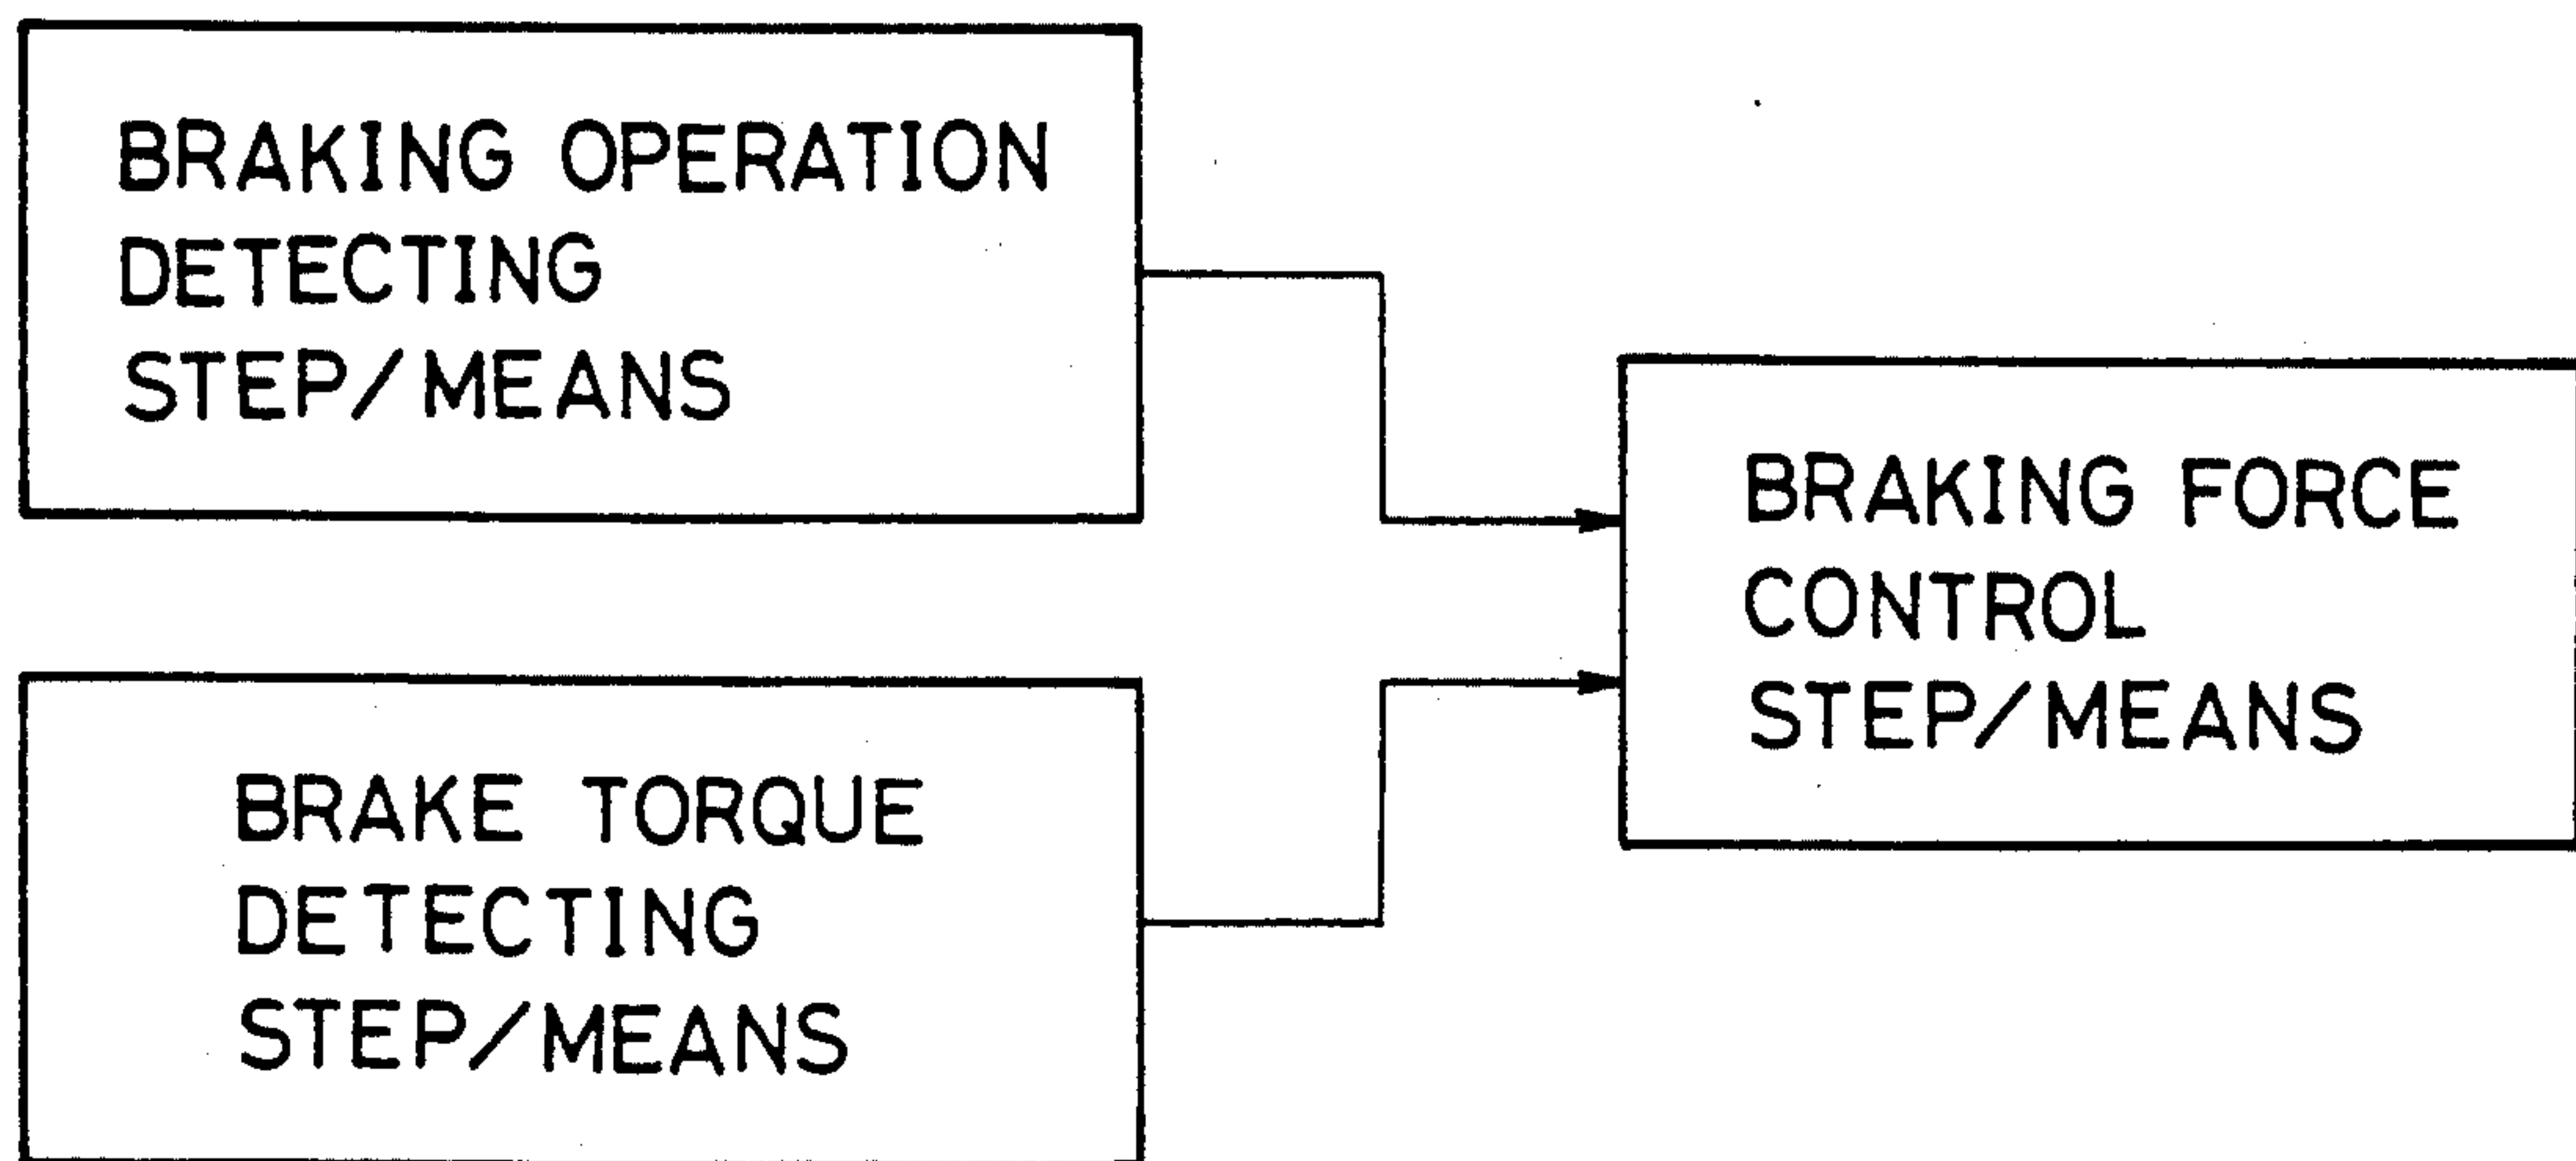 BRAKING OPERATION
DETECTING
STEP/MEANS
BRAKE TORQUE
DETECTING
STEP/MEANS
BRAKING FORCE
CONTROL
STEP/MEANS